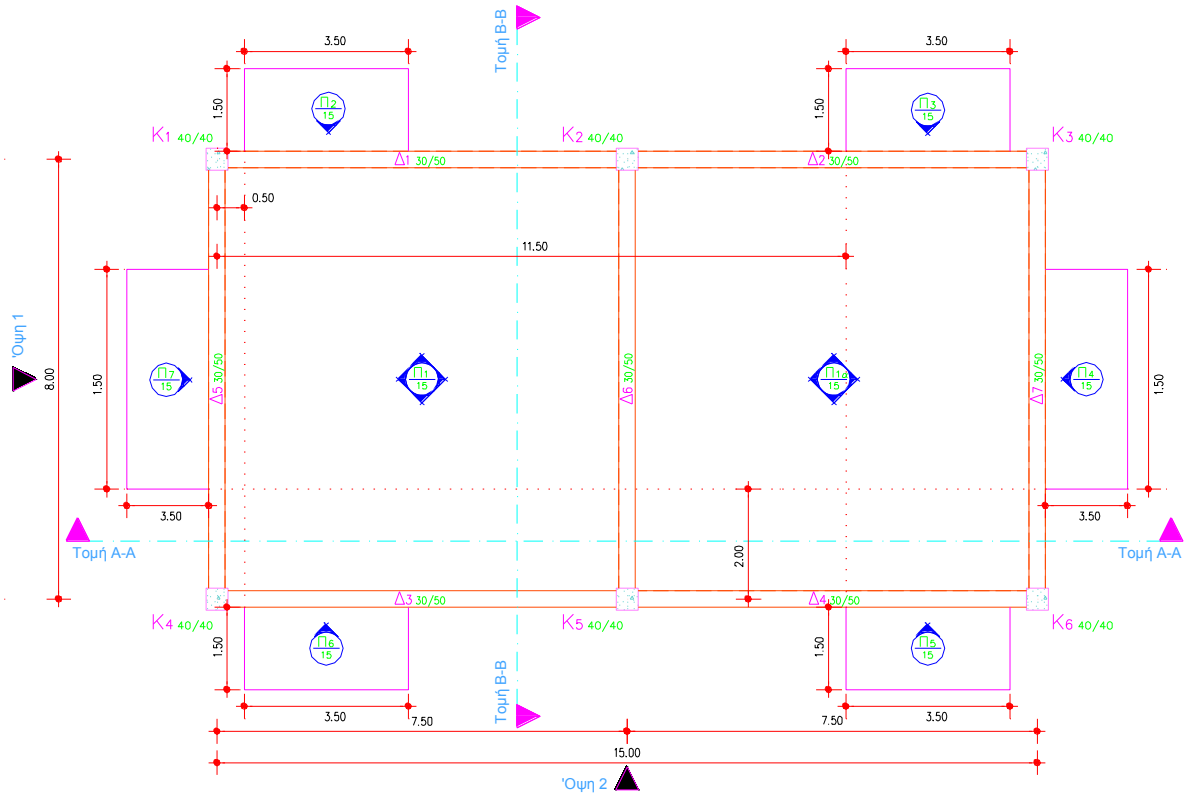 3.50
3.50
Τομή Β-Β
1.50
Π2
15
1.50
Π3
15
Κ1 40/40
Κ2 40/40
Κ3 40/40
Δ1 30/50
Δ2 30/50
0.50
11.50
Όψη 1
8.00
1.50
Π7
15
Δ5 30/50
Π1
15
Δ6 30/50
Π1α
15
Δ7 30/50
Π4
15
1.50
3.50
3.50
Τομή Α-Α
2.00
Τομή Α-Α
Δ3 30/50
Δ4 30/50
Κ4 40/40
Κ5 40/40
Κ6 40/40
1.50
Π6
15
1.50
Π5
15
Τομή Β-Β
3.50
7.50
7.50
3.50
15.00
Όψη 2